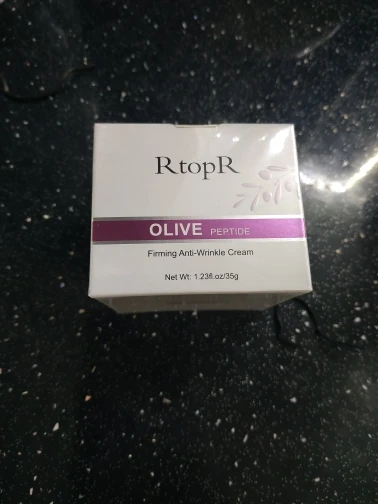 RtopR
OLIVE PEPTIDE
Firming Anti-Wrinkle Cream
Net Wt: 1.23fl.oz/35g